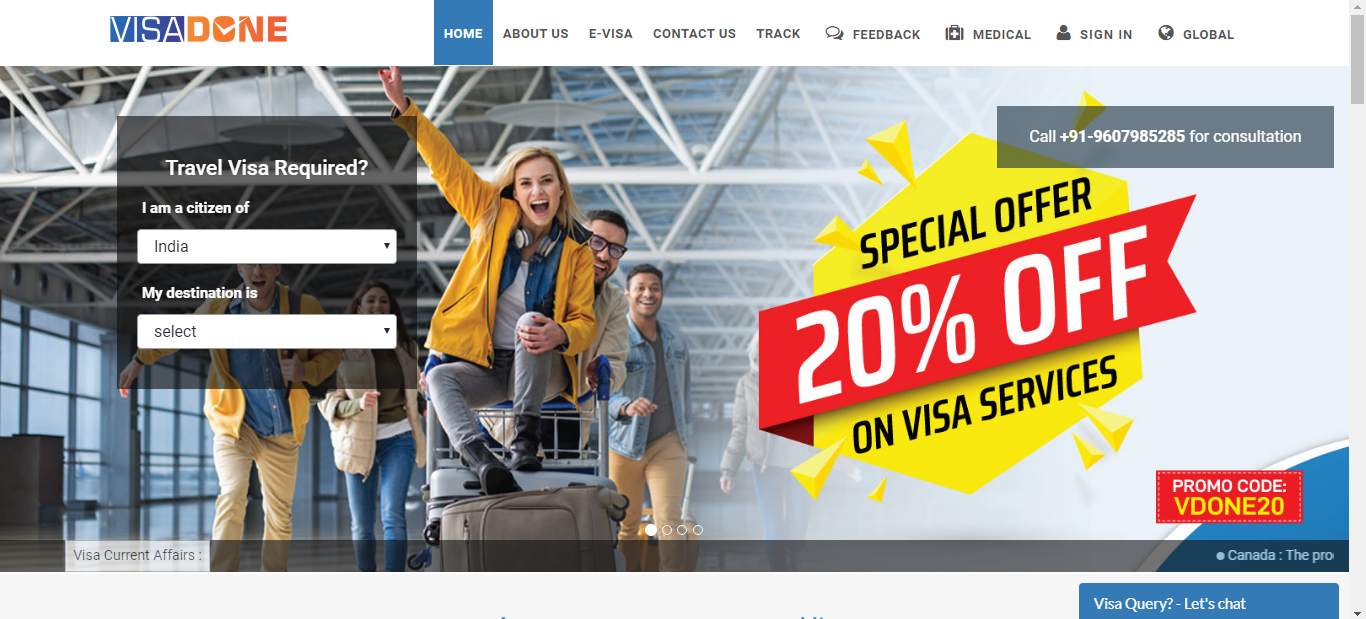 VISADONE
HOME ABOUT US E-VISA CONTACT US TRACK FEEDBACK MEDICAL SIGN IN GLOBAL
Call +91-9607985285 for consultation
Travel Visa Required?
I am a citizen of
India
My destination is
select
SPECIAL OFFER
20% OFF
ON VISA SERVICES
PROMO CODE:
VDONE20
Visa Current Affairs :
Canada : The pro
Visa Query? - Let's chat